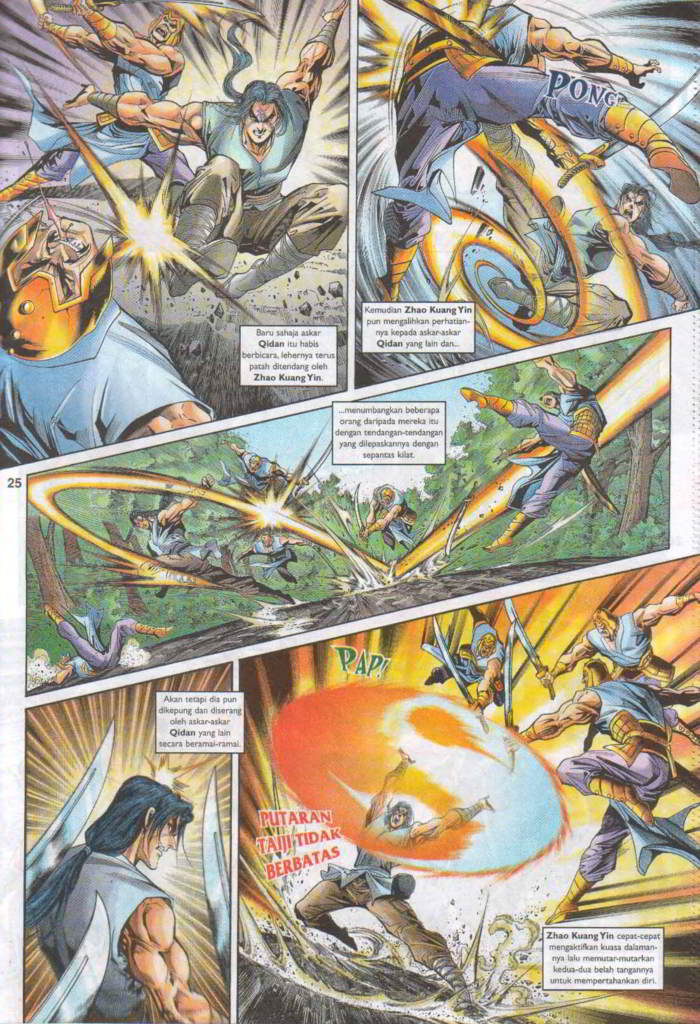 PONG
Baru sahaja askar
Qidan itu habis
berbicara, lehernya terus
patah ditendang oleh
Zhao Kuang Yin.
Kemudian Zhao Kuang Yin
pun mengalihkan perhatian-
nya kepada askar-askar
Qidan yang lain dan...
...menumbangkan beberapa
orang daripada mereka itu
dengan tendangan-tendangan
yang dilepaskannya dengan
sepantas kilat.
25
Akan tetapi dia pun
dikepung dan diserang
oleh askar-askar
Qidan yang lain
secara beramai-ramai.
PAP!
PUTARAN
TAIJI TIDAK
BERBATAS
Zhao Kuang Yin cepat-cepat
mengaktifkan kuasa dalaman-
nya lalu memutar-mutarkan
kedua-dua belah tangannya
untuk mempertahankan diri.